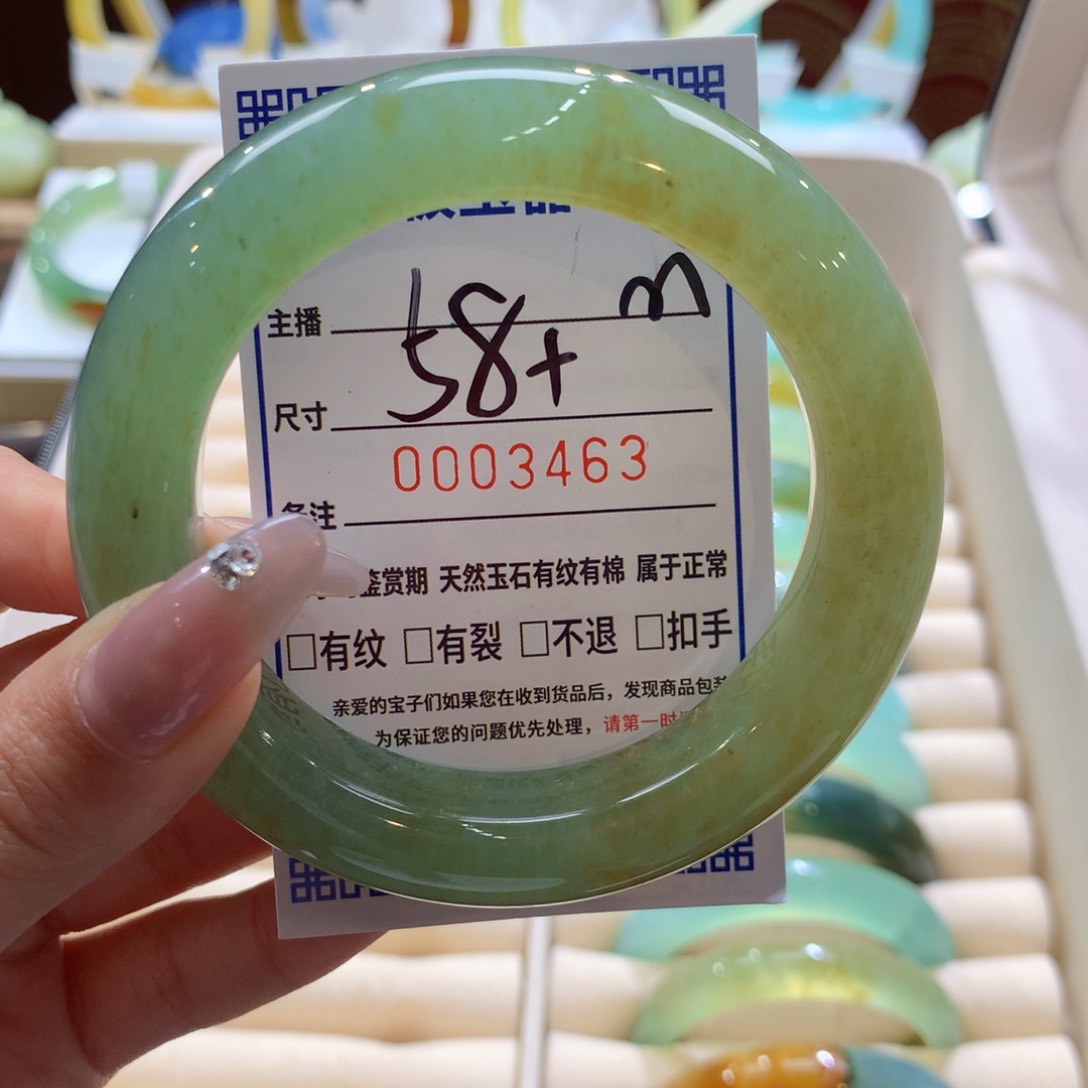 主播 m
尺寸 58+
0003463
备注
鉴赏期 天然玉石有纹有棉 属于正常
□有纹 □有裂 □不退 □扣手
亲爱的宝子们如果您在收到货品后，发现商品包装
为保证您的问题优先处理，请第一时